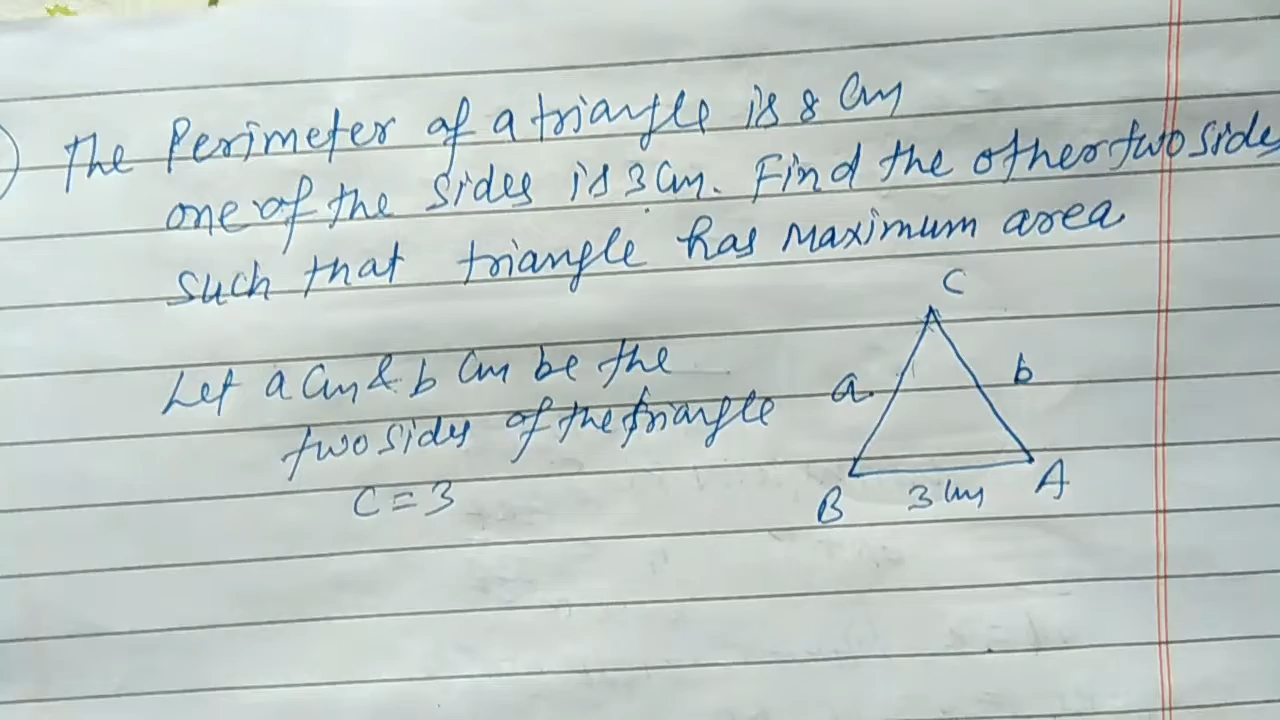 ) The Perimeter of a triangle is 8 cm
one of the sides is 3 cm. Find the other two sides
such that triangle has maximum area
C
Let a cm & b cm be the
a b
two sides of the triangle
C = 3
B 3 cm A